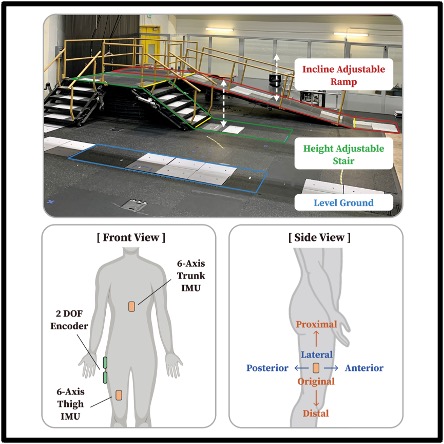 Incline Adjustable
Ramp
Height Adjustable
Stair
Level Ground
[ Front View ]
[ Side View ]
6-Axis
Trunk
IMU
2 DOF
Encoder
6-Axis
Thigh
IMU
Proximal
Lateral
Posterior
Anterior
Original
Distal